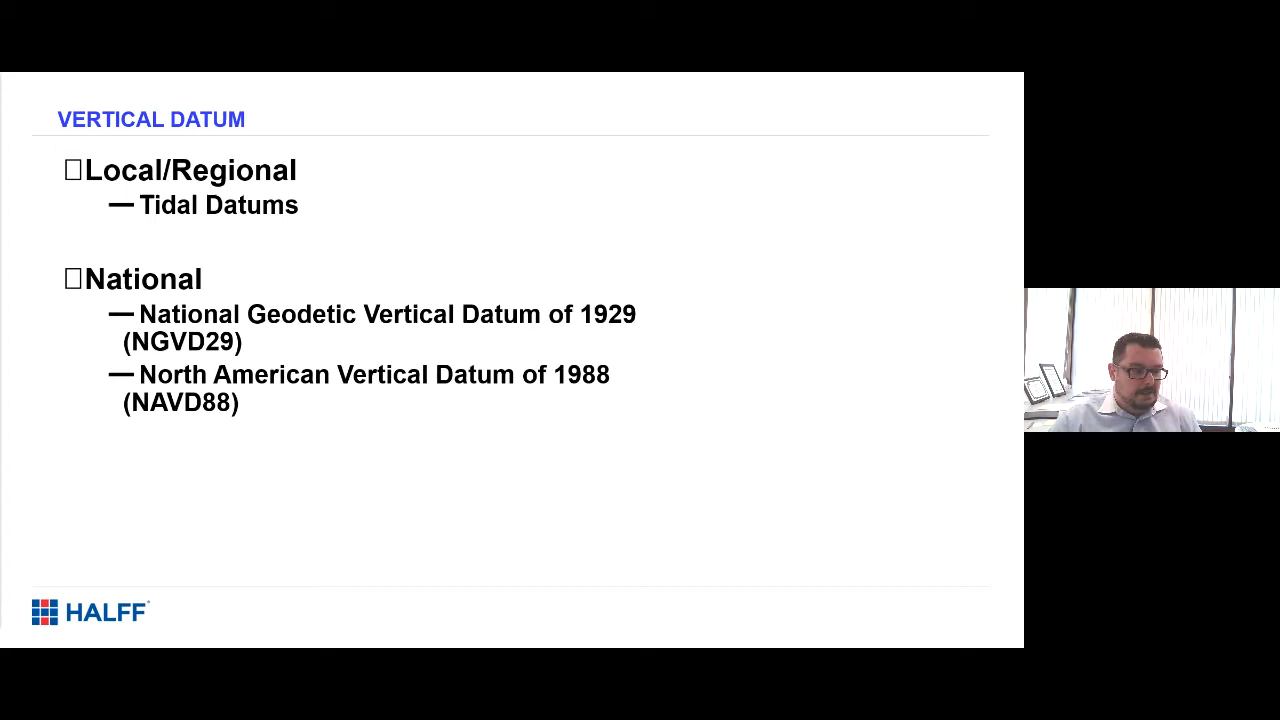 VERTICAL DATUM
Local/Regional
— Tidal Datums
National
— National Geodetic Vertical Datum of 1929
(NGVD29)
— North American Vertical Datum of 1988
(NAVD88)
HALFF